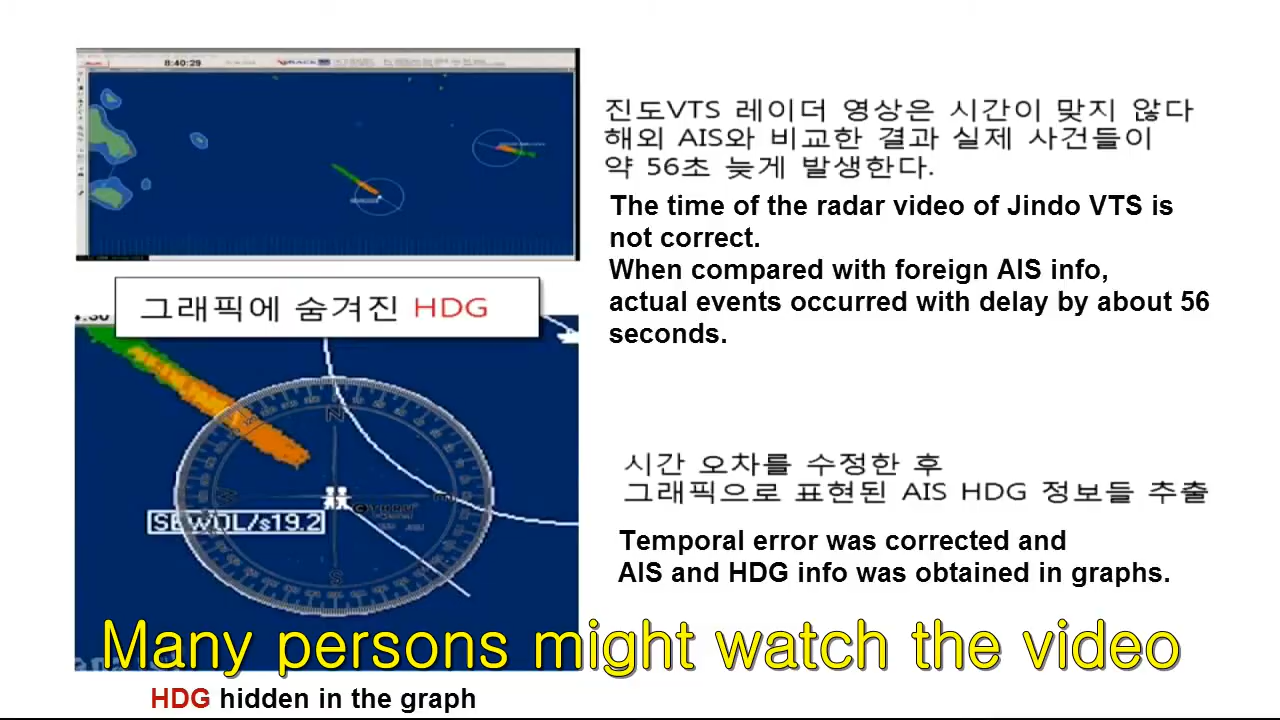 8:40:29
진도VTS 레이더 영상은 시간이 맞지 않다
해외 AIS와 비교한 결과 실제 사건들이
약 56초 늦게 발생한다.
The time of the radar video of Jindo VTS is
not correct.
When compared with foreign AIS info,
actual events occurred with delay by about 56
seconds.
그래픽에 숨겨진 HDG
N
SEWOL/s19.2
S
시간 오차를 수정한 후
그래픽으로 표현된 AIS HDG 정보들 추출
Temporal error was corrected and
AIS and HDG info was obtained in graphs.
Many persons might watch the video
HDG hidden in the graph